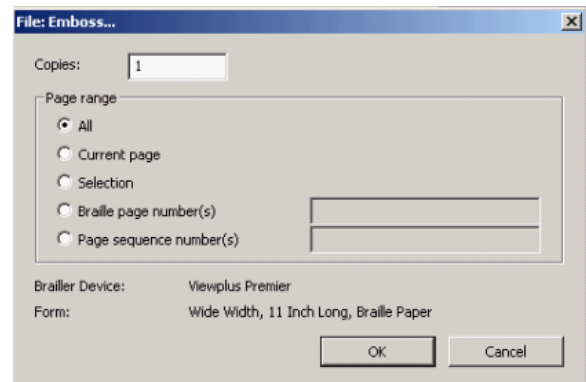 File: Emboss...
Copies: 1
Page range
All
Current page
Selection
Braille page number(s)
Page sequence number(s)
Brailler Device: Viewplus Premier
Form: Wide Width, 11 Inch Long, Braille Paper
OK Cancel